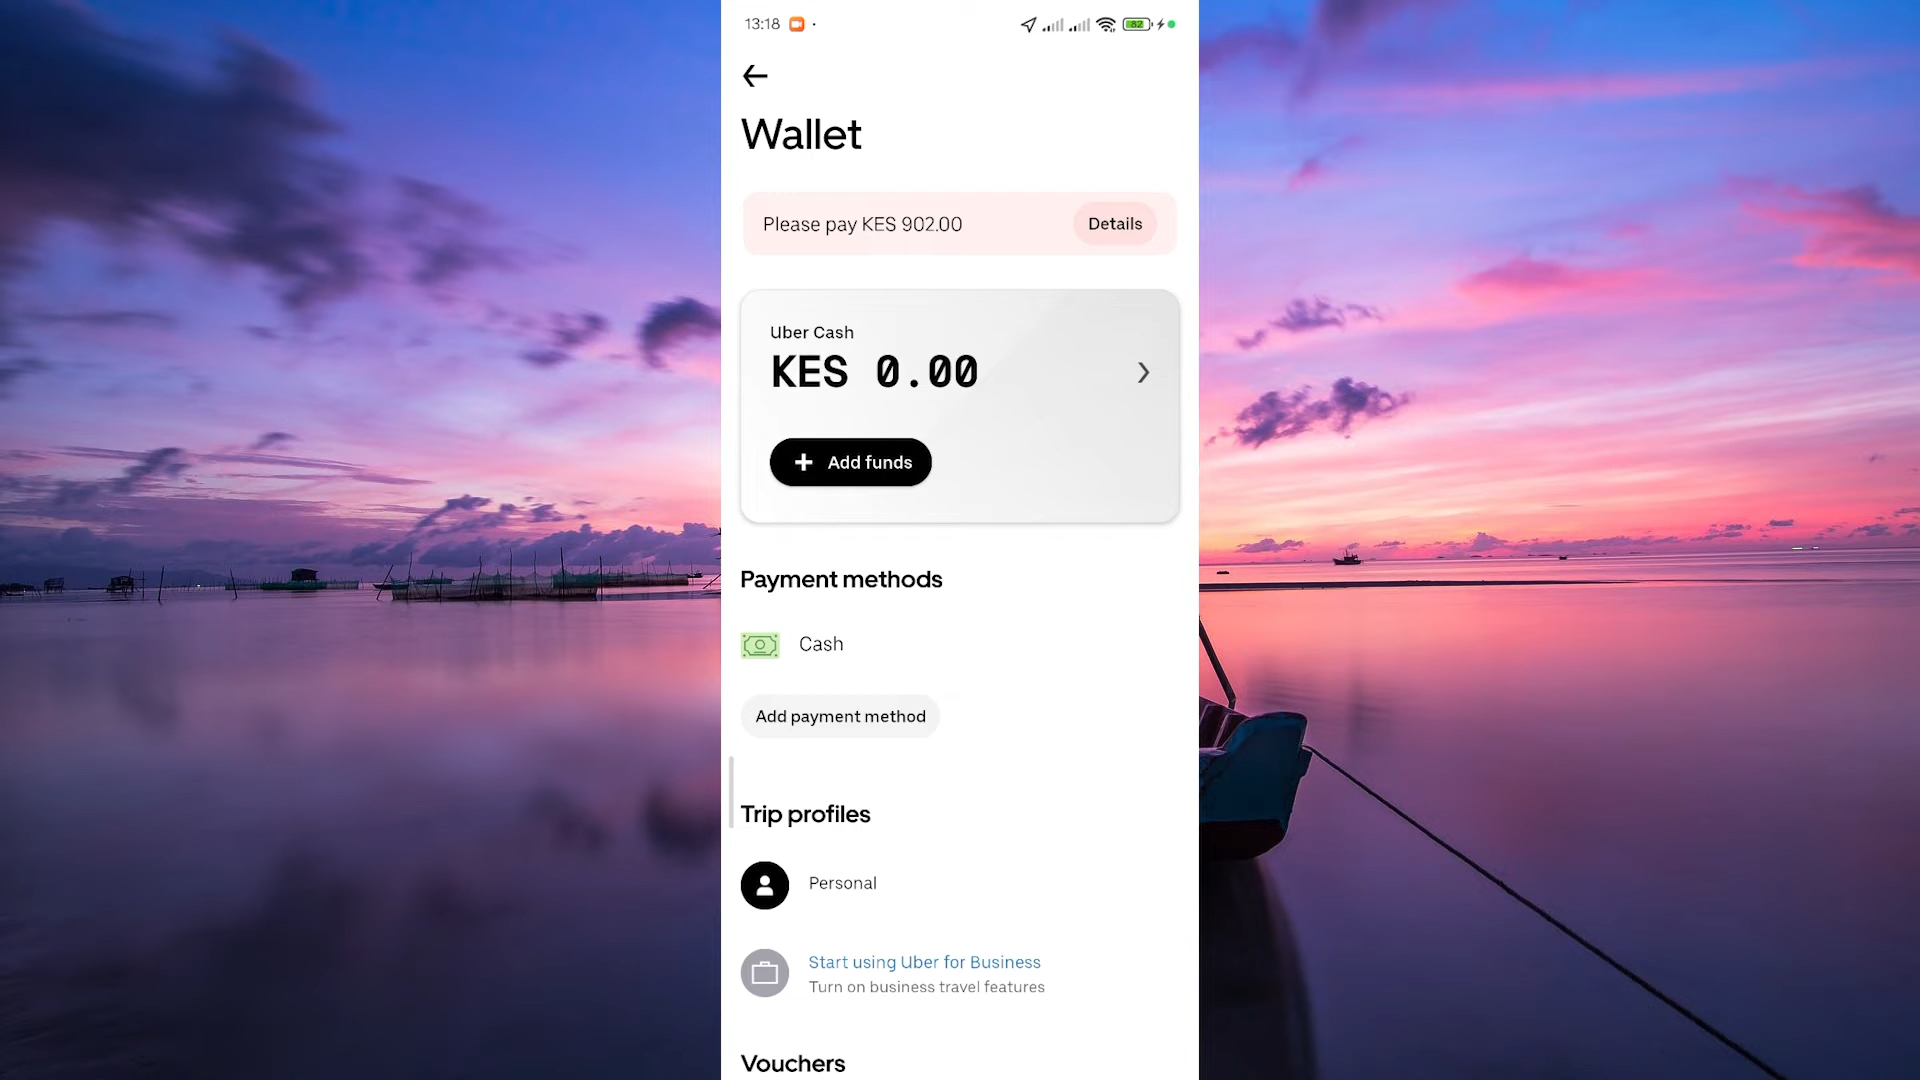 13:18
82
Wallet
Please pay KES 902.00
Details
Uber Cash
KES 0.00
Add funds
Payment methods
Cash
Add payment method
Trip profiles
Personal
Start using Uber for Business
Turn on business travel features
Vouchers